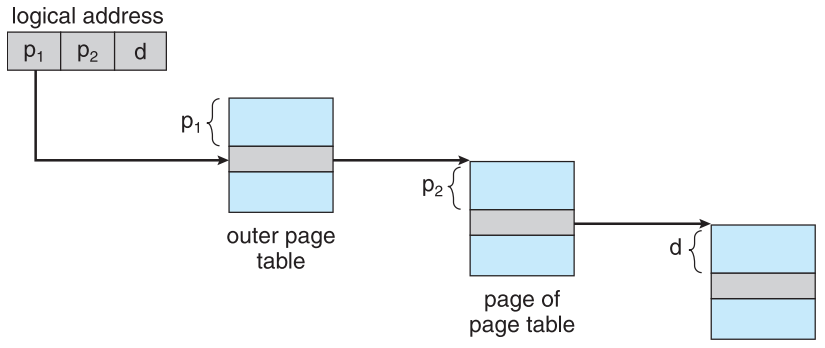 logical address
p₁ p₂ d
p₁
outer page
table
p₂
page of
page table
d